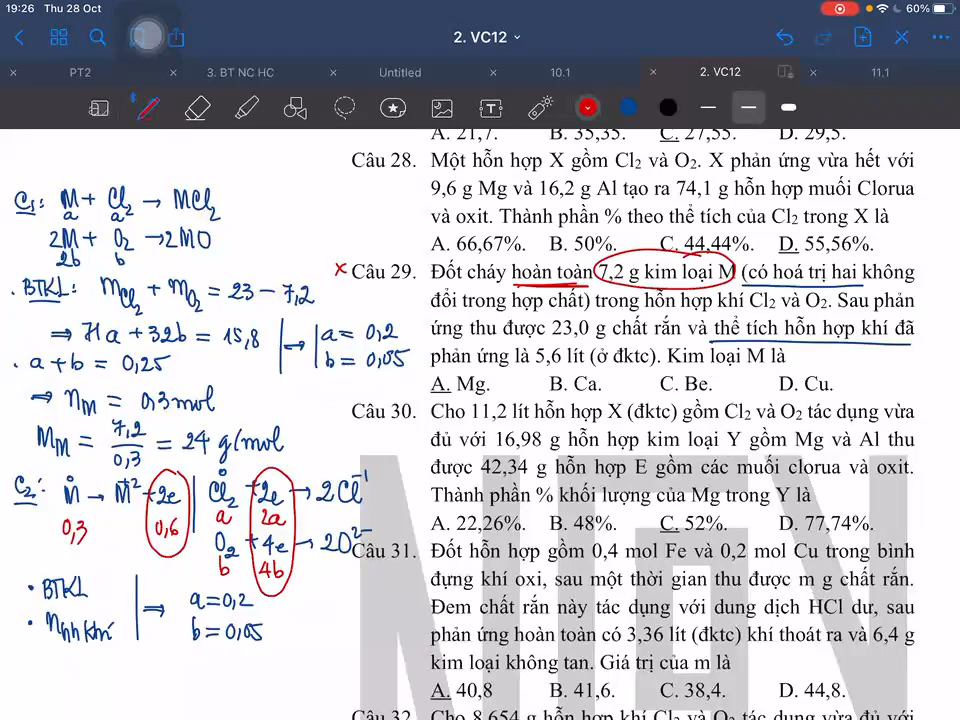 19:26 Thu 28 Oct
60%
2. VC12
PT2
3. BT NC HC
Untitled
10.1
2. VC12
11.1
A. 21,7. B. 35,35. C. 27,55. D. 29,5.
Câu 28. Một hỗn hợp X gồm Cl₂ và O₂. X phản ứng vừa hết với
9,6 g Mg và 16,2 g Al tạo ra 74,1 g hỗn hợp muối Clorua
và oxit. Thành phần % theo thể tích của Cl₂ trong X là
A. 66,67%. B. 50%. C. 44,44%. D. 55,56%.
x Câu 29. Đốt cháy hoàn toàn 7,2 g kim loại M (có hoá trị hai không
đổi trong hợp chất) trong hỗn hợp khí Cl₂ và O₂. Sau phản
ứng thu được 23,0 g chất rắn và thể tích hỗn hợp khí đã
phản ứng là 5,6 lít (ở đktc). Kim loại M là
A. Mg. B. Ca. C. Be. D. Cu.
Câu 30. Cho 11,2 lít hỗn hợp X (đktc) gồm Cl₂ và O₂ tác dụng vừa
đủ với 16,98 g hỗn hợp kim loại Y gồm Mg và Al thu
được 42,34 g hỗn hợp E gồm các muối clorua và oxit.
Thành phần % khối lượng của Mg trong Y là
A. 22,26%. B. 48%. C. 52%. D. 77,74%.
Câu 31. Đốt hỗn hợp gồm 0,4 mol Fe và 0,2 mol Cu trong bình
đựng khí oxi, sau một thời gian thu được m g chất rắn.
Đem chất rắn này tác dụng với dung dịch HCl dư, sau
phản ứng hoàn toàn có 3,36 lít (đktc) khí thoát ra và 6,4 g
kim loại không tan. Giá trị của m là
A. 40,8 B. 41,6. C. 38,4. D. 44,8.
Câu 32. Cho 8,654 g hỗn hợp khí Cl₂ và O₂ tác dụng vừa đủ với
C₁: M + Cl₂ → MCl₂
a a
2M + O₂ → 2MO
2b b
. BTKL: mCl₂ + mO₂ = 23 − 7,2
⇒ 71a + 32b = 15,8
→ a = 0,2
b = 0,05
. a + b = 0,25
⇒ nM = 0,3 mol
MM = 7,2/0,3 = 24 g/mol
C₂: M⁰ → M⁺² + 2e
0,3 0,6
Cl₂⁰ + 2e → 2Cl⁻¹
a 2a
O₂ + 4e → 2O²⁻
b 4b
• BTKL
• nhh khí
⇒ a = 0,2
b = 0,05